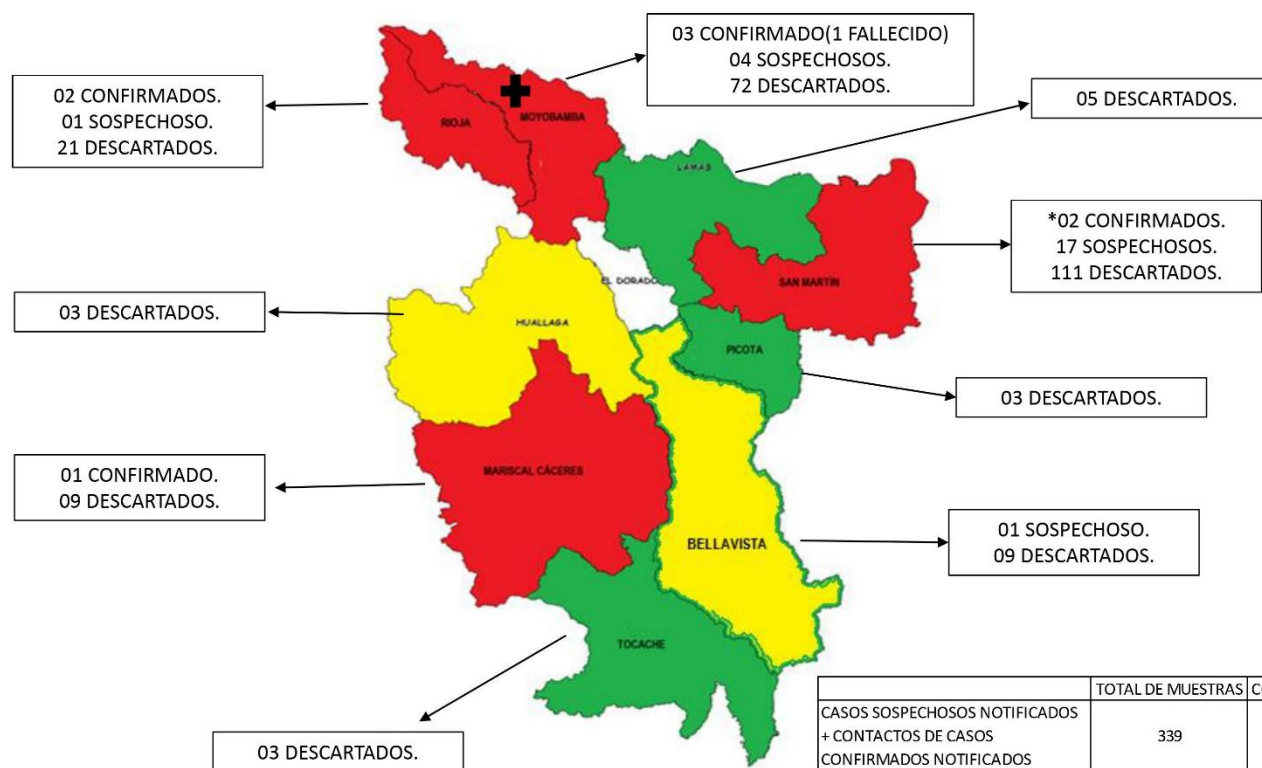 03 CONFIRMADO(1 FALLECIDO)
04 SOSPECHOSOS.
72 DESCARTADOS.
02 CONFIRMADOS.
01 SOSPECHOSO.
21 DESCARTADOS.
05 DESCARTADOS.
RIOJA
MOYOBAMBA
LAMAS
*02 CONFIRMADOS.
17 SOSPECHOSOS.
111 DESCARTADOS.
SAN MARTÍN
EL DORADO
03 DESCARTADOS.
HUALLAGA
PICOTA
03 DESCARTADOS.
01 CONFIRMADO.
09 DESCARTADOS.
MARISCAL CÁCERES
BELLAVISTA
01 SOSPECHOSO.
09 DESCARTADOS.
TOCACHE
03 DESCARTADOS.
TOTAL DE MUESTRAS
CASOS SOSPECHOSOS NOTIFICADOS
+ CONTACTOS DE CASOS
CONFIRMADOS NOTIFICADOS
339